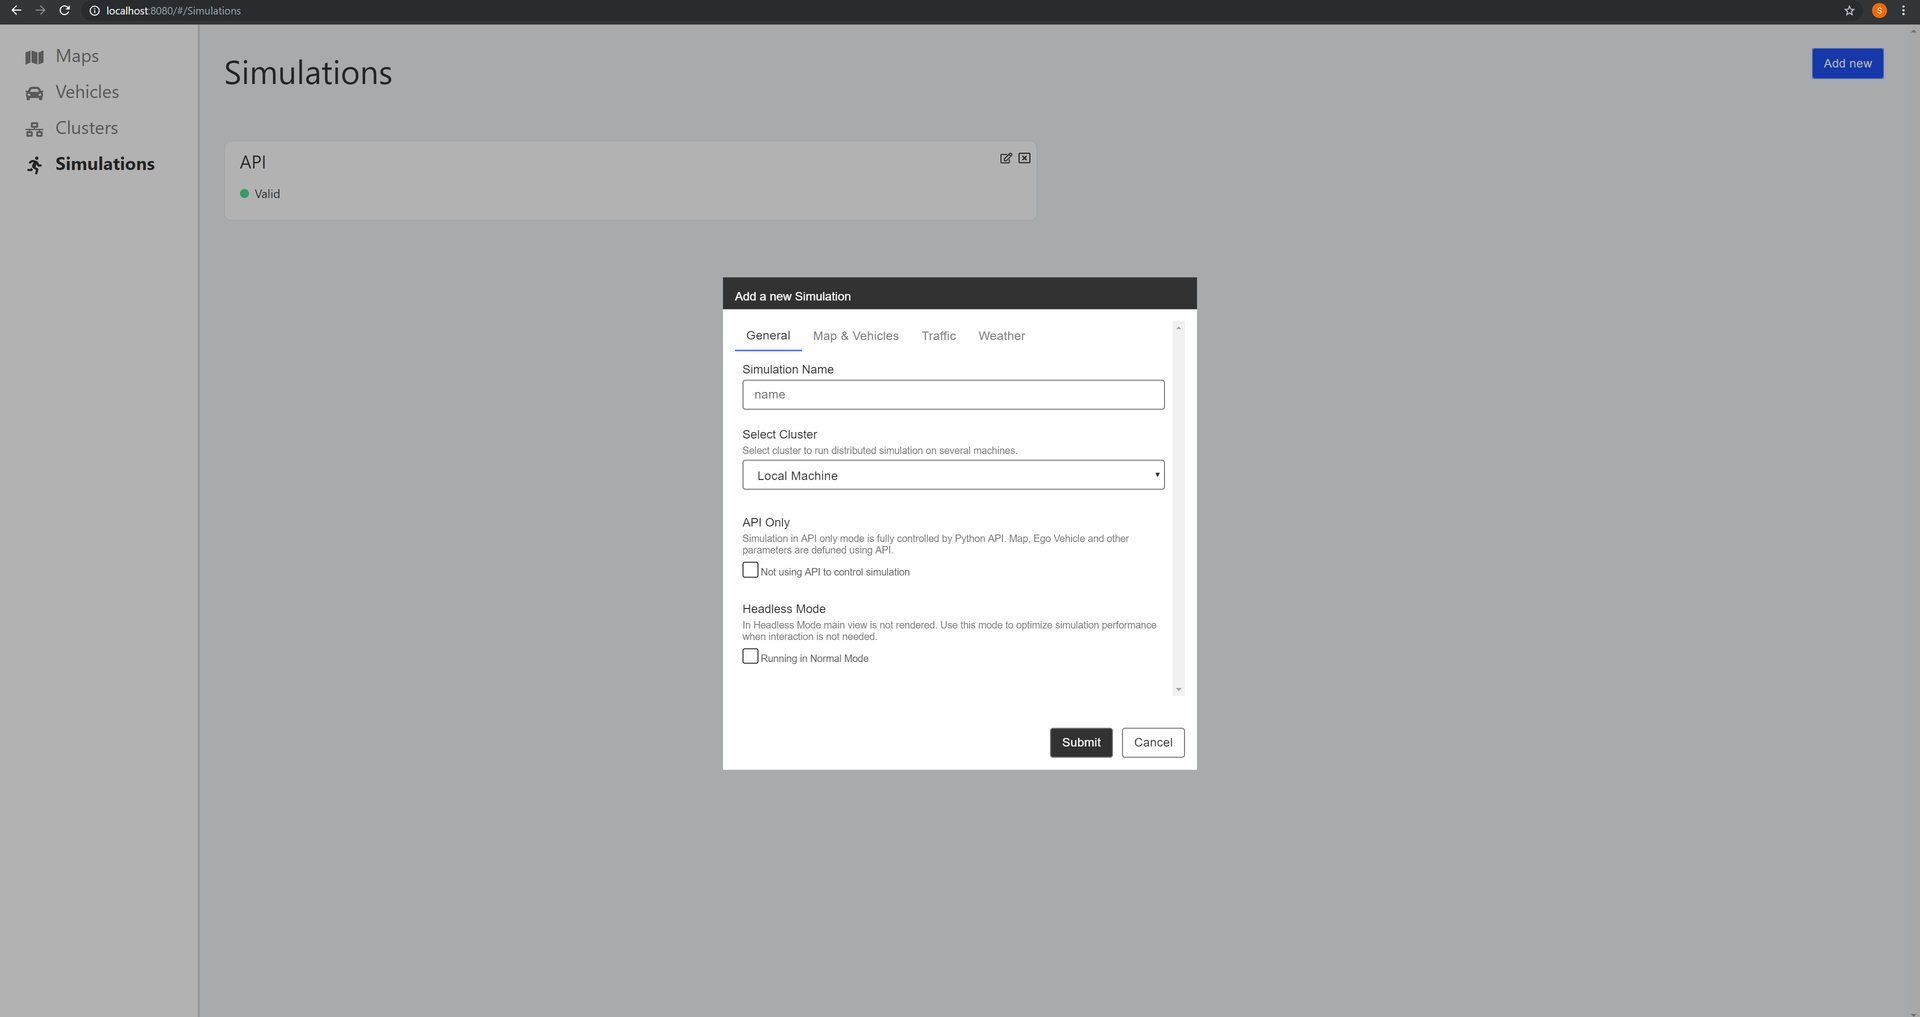 localhost:8080/#/Simulations
S
Maps
Vehicles
Clusters
Simulations
Simulations
Add new
API
Valid
Add a new Simulation
General
Map & Vehicles
Traffic
Weather
Simulation Name
name
Select Cluster
Select cluster to run distributed simulation on several machines.
Local Machine
API Only
Simulation in API only mode is fully controlled by Python API. Map, Ego Vehicle and other
parameters are defuned using API.
Not using API to control simulation
Headless Mode
In Headless Mode main view is not rendered. Use this mode to optimize simulation performance
when interaction is not needed.
Running in Normal Mode
Submit
Cancel